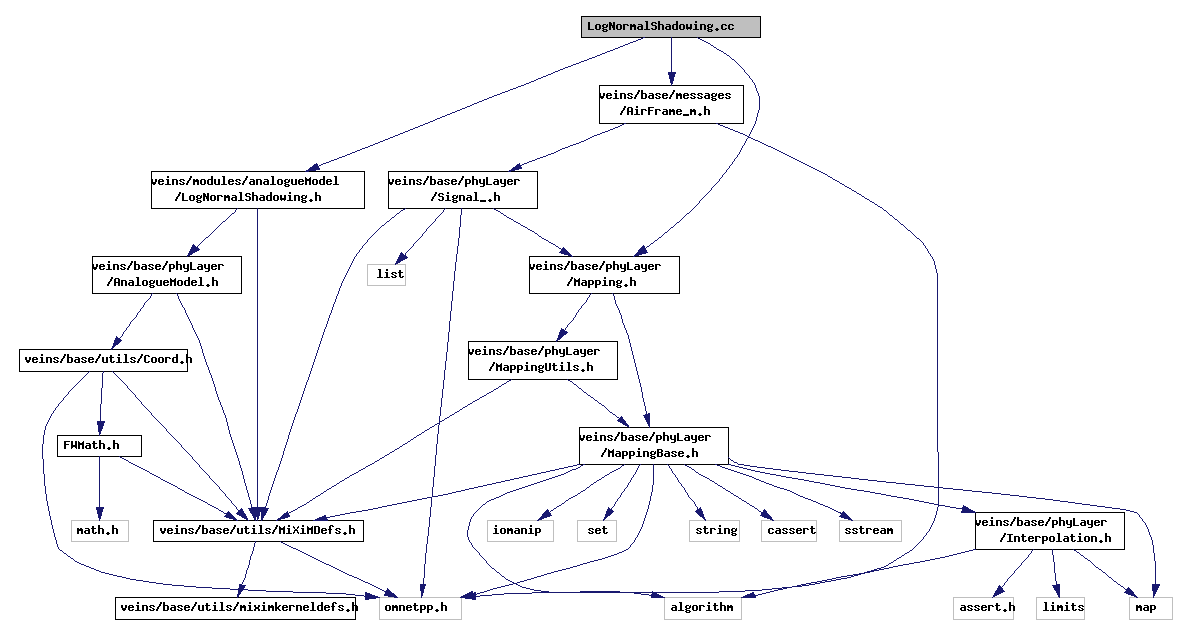 LogNormalShadowing.cc
veins/base/messages
/AirFrame_m.h
veins/modules/analogueModel
/LogNormalShadowing.h
veins/base/phyLayer
/Signal_.h
veins/base/phyLayer
/AnalogueModel.h
list
veins/base/phyLayer
/Mapping.h
veins/base/utils/Coord.h
veins/base/phyLayer
/MappingUtils.h
FWMath.h
veins/base/phyLayer
/MappingBase.h
math.h
veins/base/utils/MiXiMDefs.h
iomanip
set
string
cassert
sstream
veins/base/phyLayer
/Interpolation.h
veins/base/utils/miximkerneldefs.h
omnetpp.h
algorithm
assert.h
limits
map